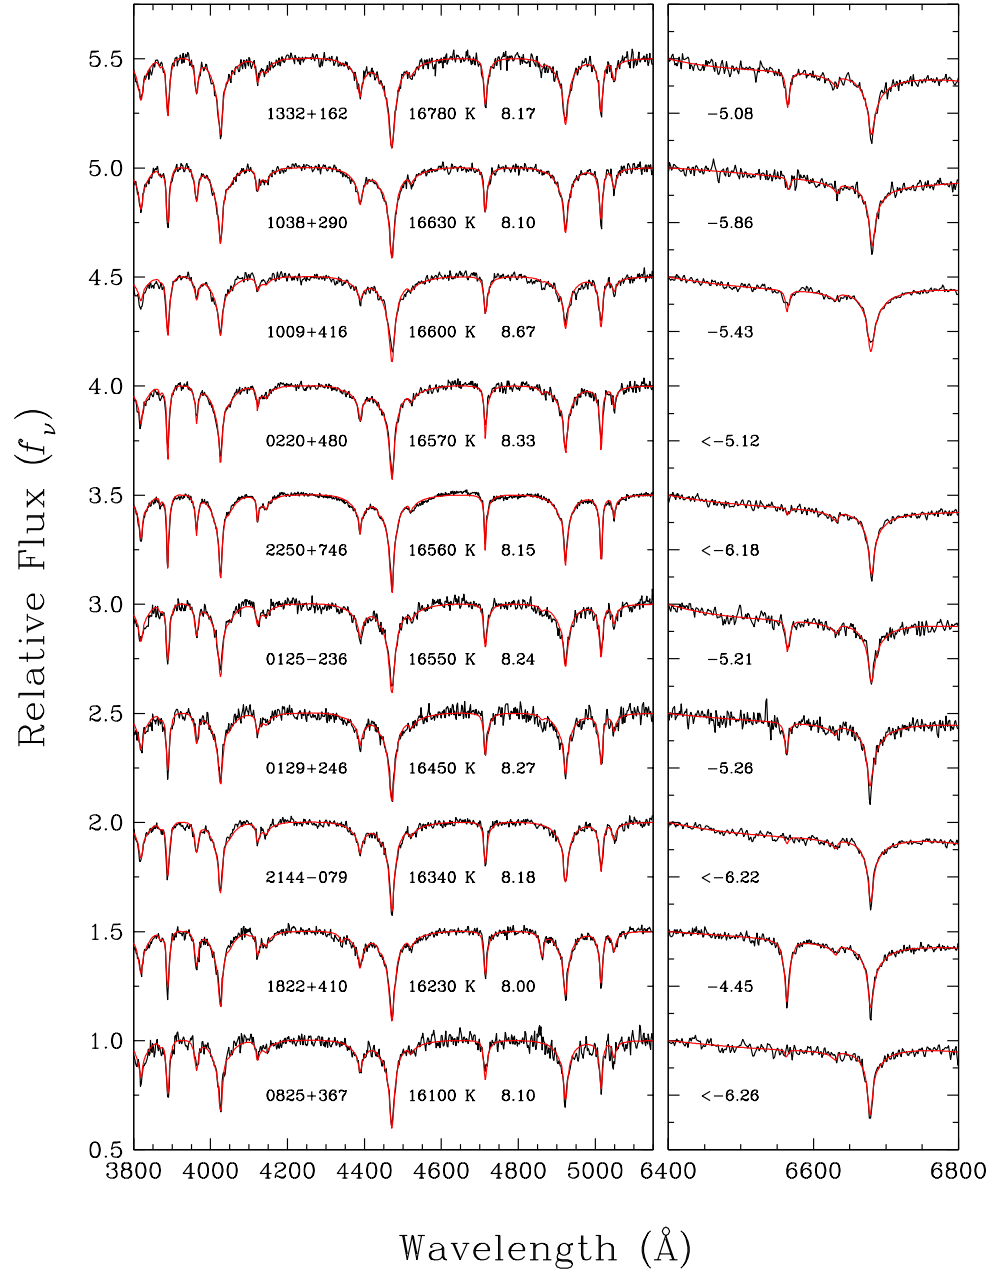 5.5
1332+162 16780 K 8.17 −5.08
5.0
1038+290 16630 K 8.10 −5.86
4.5
1009+416 16600 K 8.67 −5.43
4.0
0220+480 16570 K 8.33 <−5.12
3.5
2250+746 16560 K 8.15 <−6.18
3.0
0125−236 16550 K 8.24 −5.21
2.5
0129+246 16450 K 8.27 −5.26
2.0
2144−079 16340 K 8.18 <−6.22
1.5
1822+410 16230 K 8.00 −4.45
1.0
0825+367 16100 K 8.10 <−6.26
0.5
Relative Flux (fν)
3800 4000 4200 4400 4600 4800 5000 6400 6600 6800
Wavelength (Å)